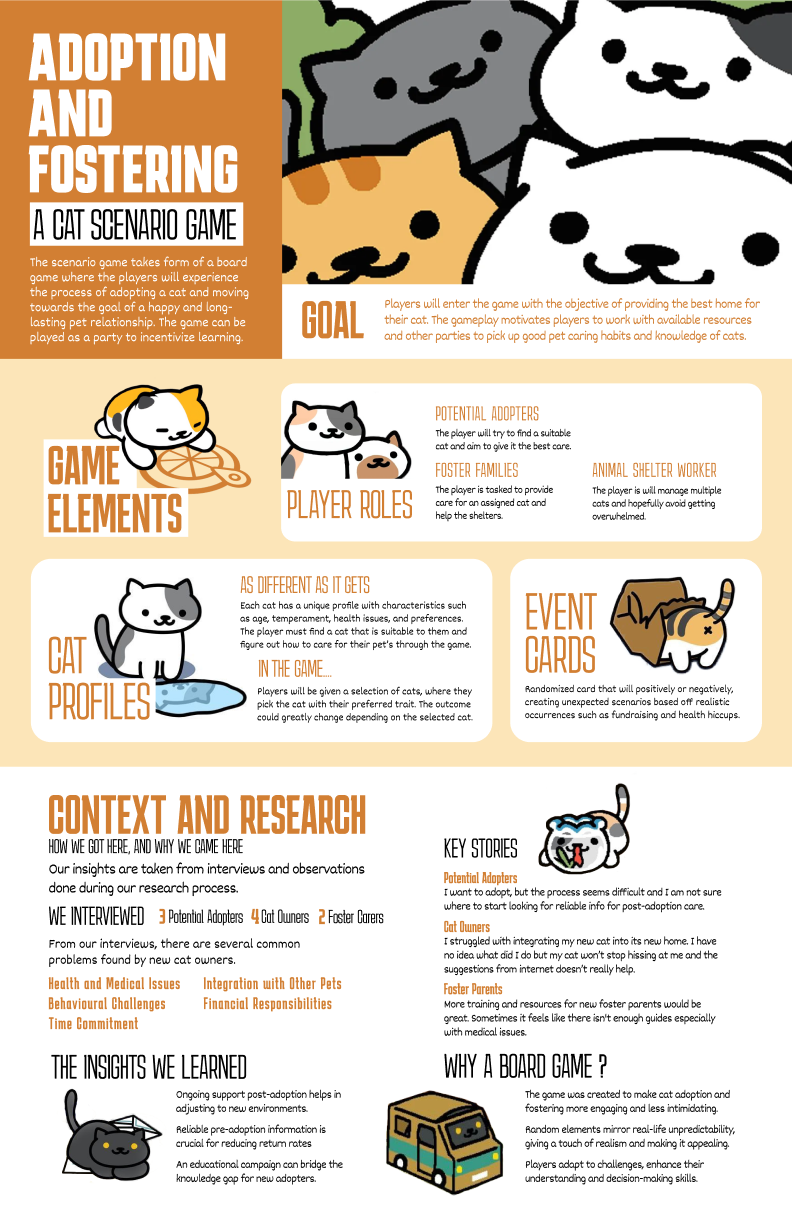 ADOPTION
AND
FOSTERING
A CAT SCENARIO GAME
The scenario game takes form of a board
game where the players will experience
the process of adopting a cat and moving
towards the goal of a happy and long-
lasting pet relationship. The game can be
played as a party to incentivize learning.
GOAL
Players will enter the game with the objective of providing the best home for
their cat. The gameplay motivates players to work with available resources
and other parties to pick up good pet caring habits and knowledge of cats.
GAME
ELEMENTS
PLAYER ROLES
POTENTIAL ADOPTERS
The player will try to find a suitable
cat and aim to give it the best care.
FOSTER FAMILIES
The player is tasked to provide
care for an assigned cat and
help the shelters.
ANIMAL SHELTER WORKER
The player is will manage multiple
cats and hopefully avoid getting
overwhelmed.
CAT
PROFILES
AS DIFFERENT AS IT GETS
Each cat has a unique profile with characteristics such
as age, temperament, health issues, and preferences.
The player must find a cat that is suitable to them and
figure out how to care for their pet's through the game.
IN THE GAME....
Players will be given a selection of cats, where they
pick the cat with their preferred trait. The outcome
could greatly change depending on the selected cat.
EVENT
CARDS
Randomized card that will positively or negatively,
creating unexpected scenarios based off realistic
occurrences such as fundraising and health hiccups.
CONTEXT AND RESEARCH
HOW WE GOT HERE, AND WHY WE CAME HERE
Our insights are taken from interviews and observations
done during our research process.
WE INTERVIEWED 3 Potential Adopters 4 Cat Owners 2 Foster Carers
From our interviews, there are several common
problems found by new cat owners.
Health and Medical Issues
Behavioural Challenges
Time Commitment
Integration with Other Pets
Financial Responsibilities
KEY STORIES
Potential Adopters
I want to adopt, but the process seems difficult and I am not sure
where to start looking for reliable info for post-adoption care.
Cat Owners
I struggled with integrating my new cat into its new home. I have
no idea what did I do but my cat won't stop hissing at me and the
suggestions from internet doesn't really help.
Foster Parents
More training and resources for new foster parents would be
great. Sometimes it feels like there isn't enough guides especially
with medical issues.
THE INSIGHTS WE LEARNED
Ongoing support post-adoption helps in
adjusting to new environments.
Reliable pre-adoption information is
crucial for reducing return rates
An educational campaign can bridge the
knowledge gap for new adopters.
WHY A BOARD GAME ?
The game was created to make cat adoption and
fostering more engaging and less intimidating.
Random elements mirror real-life unpredictability,
giving a touch of realism and making it appealing.
Players adapt to challenges, enhance their
understanding and decision-making skills.